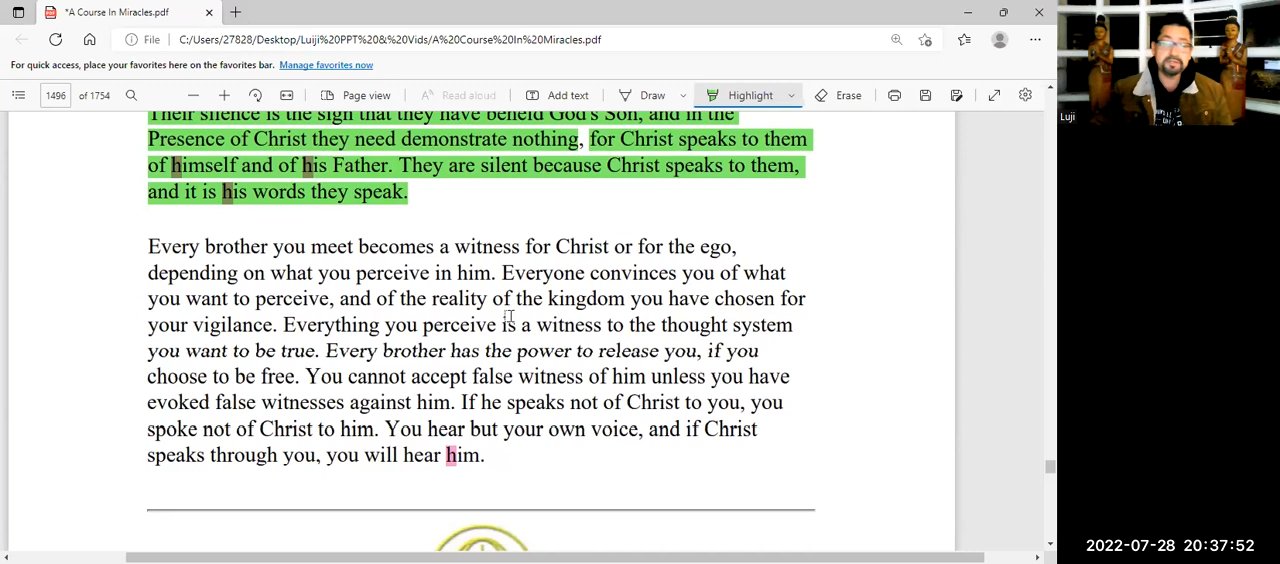 *A Course In Miracles.pdf
File C:/Users/27828/Desktop/Luiji%20PPT%20&%20Vids/A%20Course%20In%20Miracles.pdf
For quick access, place your favorites here on the favorites bar. Manage favorites now
1496 of 1754 Page view Read aloud Add text Draw Highlight Erase
Their silence is the sign that they have beheld God's Son, and in the
Presence of Christ they need demonstrate nothing, for Christ speaks to them
of himself and of his Father. They are silent because Christ speaks to them,
and it is his words they speak.
Every brother you meet becomes a witness for Christ or for the ego,
depending on what you perceive in him. Everyone convinces you of what
you want to perceive, and of the reality of the kingdom you have chosen for
your vigilance. Everything you perceive is a witness to the thought system
you want to be true. Every brother has the power to release you, if you
choose to be free. You cannot accept false witness of him unless you have
evoked false witnesses against him. If he speaks not of Christ to you, you
spoke not of Christ to him. You hear but your own voice, and if Christ
speaks through you, you will hear him.
Luji
2022-07-28 20:37:52